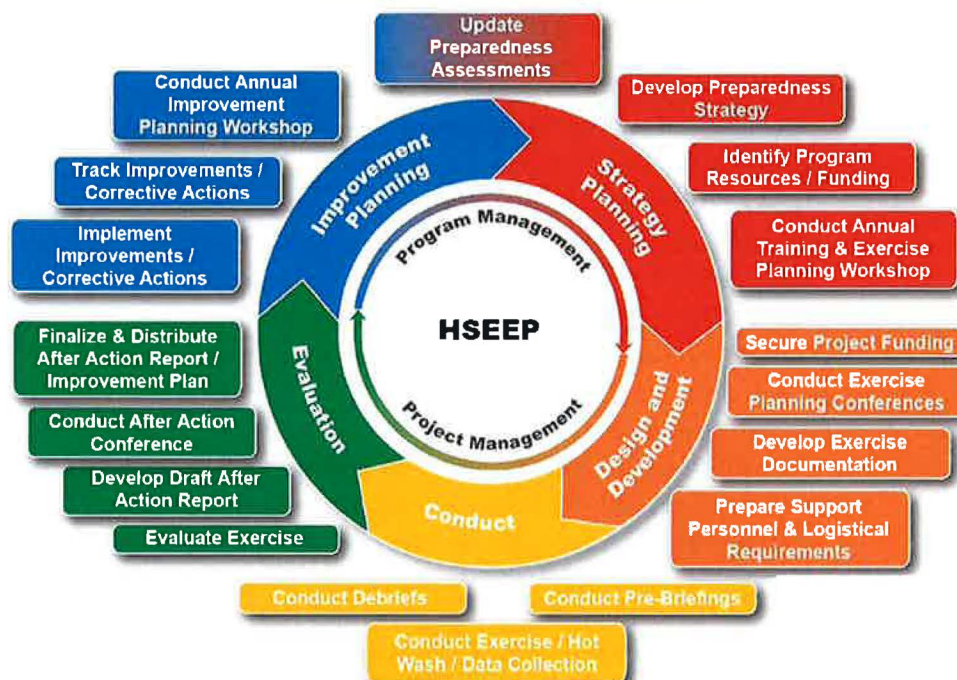 Update
Preparedness
Assessments
Develop Preparedness
Strategy
Identify Program
Resources / Funding
Conduct Annual
Training & Exercise
Planning Workshop
Secure Project Funding
Conduct Exercise
Planning Conferences
Develop Exercise
Documentation
Prepare Support
Personnel & Logistical
Requirements
Conduct Pre-Briefings
Conduct Exercise / Hot
Wash / Data Collection
Conduct Debriefs
Evaluate Exercise
Develop Draft After
Action Report
Conduct After Action
Conference
Finalize & Distribute
After Action Report /
Improvement Plan
Implement
Improvements /
Corrective Actions
Track Improvements /
Corrective Actions
Conduct Annual
Improvement
Planning Workshop
Strategy
Planning
Design and
Development
Conduct
Evaluation
Improvement
Planning
Program Management
HSEEP
Project Management